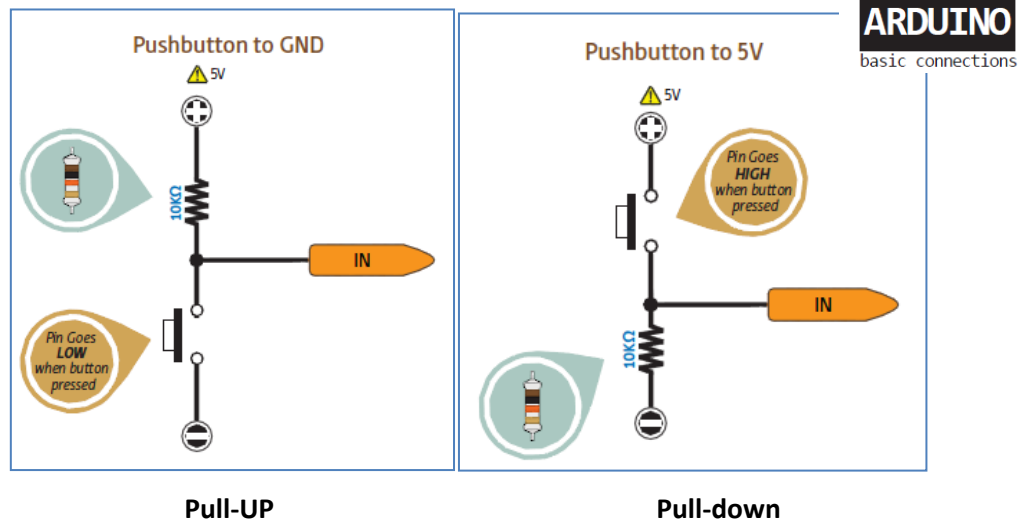 ARDUINO
basic connections
Pushbutton to GND
5V
10KΩ
IN
Pin Goes
LOW
when button
pressed
Pushbutton to 5V
5V
Pin Goes
HIGH
when button
pressed
IN
10KΩ
Pull-UP
Pull-down